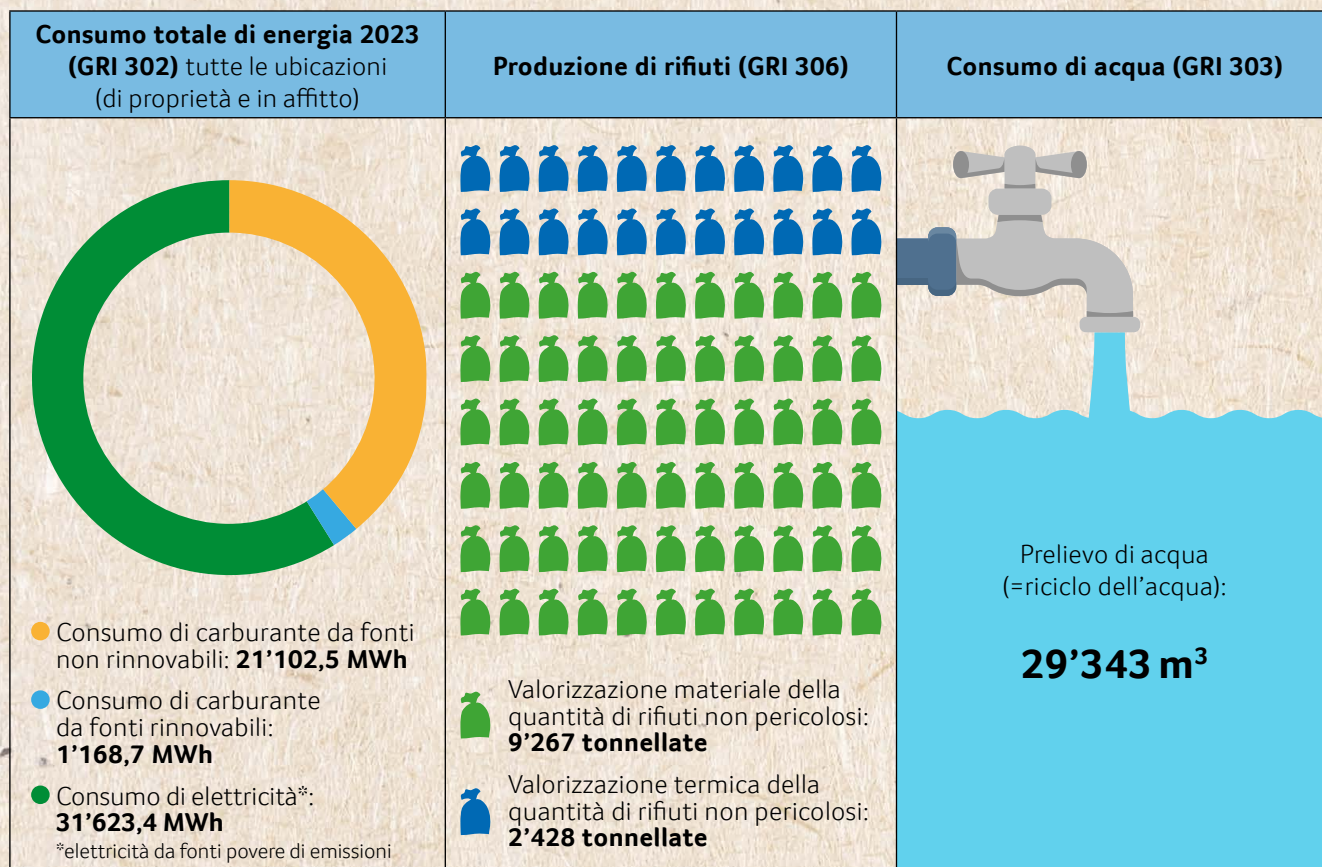 Consumo totale di energia 2023
(GRI 302) tutte le ubicazioni
(di proprietà e in affitto)
Consumo di carburante da fonti
non rinnovabili: 21’102,5 MWh
Consumo di carburante
da fonti rinnovabili:
1’168,7 MWh
Consumo di elettricità*:
31’623,4 MWh
*elettricità da fonti povere di emissioni
Produzione di rifiuti (GRI 306)
Valorizzazione materiale della
quantità di rifiuti non pericolosi:
9’267 tonnellate
Valorizzazione termica della
quantità di rifiuti non pericolosi:
2’428 tonnellate
Consumo di acqua (GRI 303)
Prelievo di acqua
(=riciclo dell’acqua):
29’343 m³